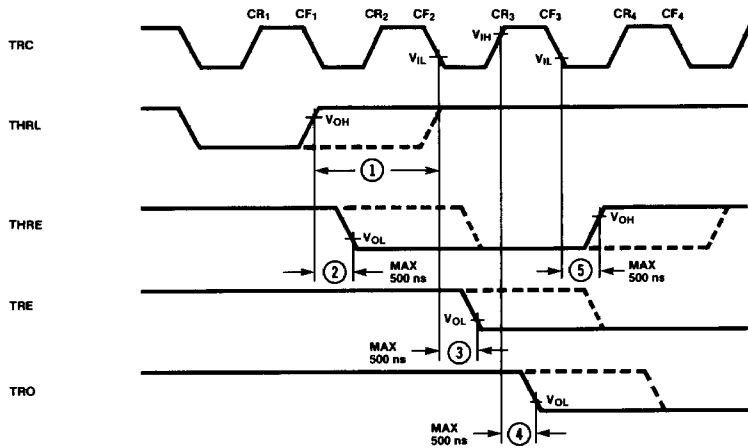 CR1 CF1 CR2 CF2 CR3 CF3 CR4 CF4
TRC
VIH
VIL VIL
THRL
VOH
①
THRE
VOH
VOL
② MAX
500 ns
⑤ MAX
500 ns
TRE
VOL
MAX
500 ns ③
TRO
VOL
MAX
500 ns ④